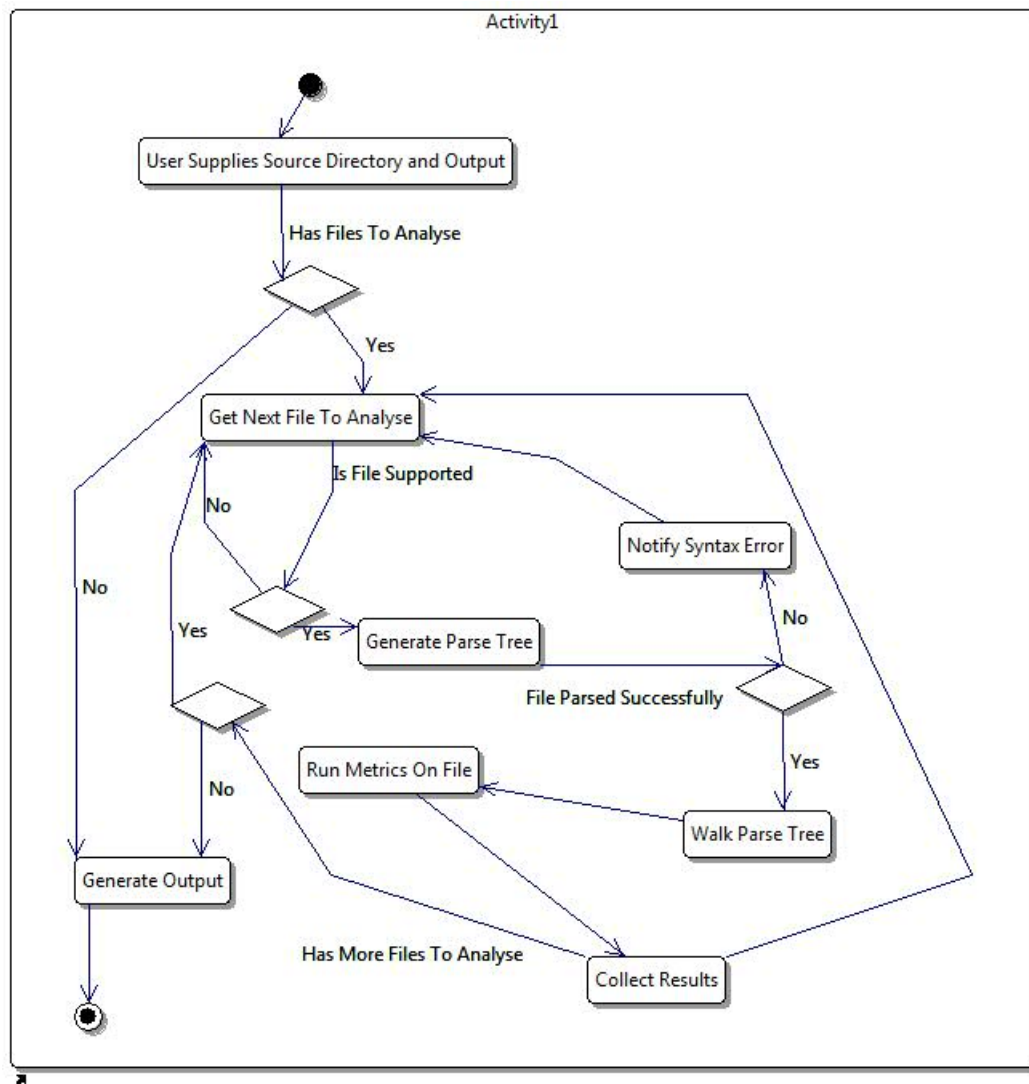 Activity1
User Supplies Source Directory and Output
Has Files To Analyse
Yes
Get Next File To Analyse
Is File Supported
No
Notify Syntax Error
No
Yes
Yes
Generate Parse Tree
No
File Parsed Successfully
Yes
Run Metrics On File
No
Walk Parse Tree
Generate Output
Has More Files To Analyse
Collect Results